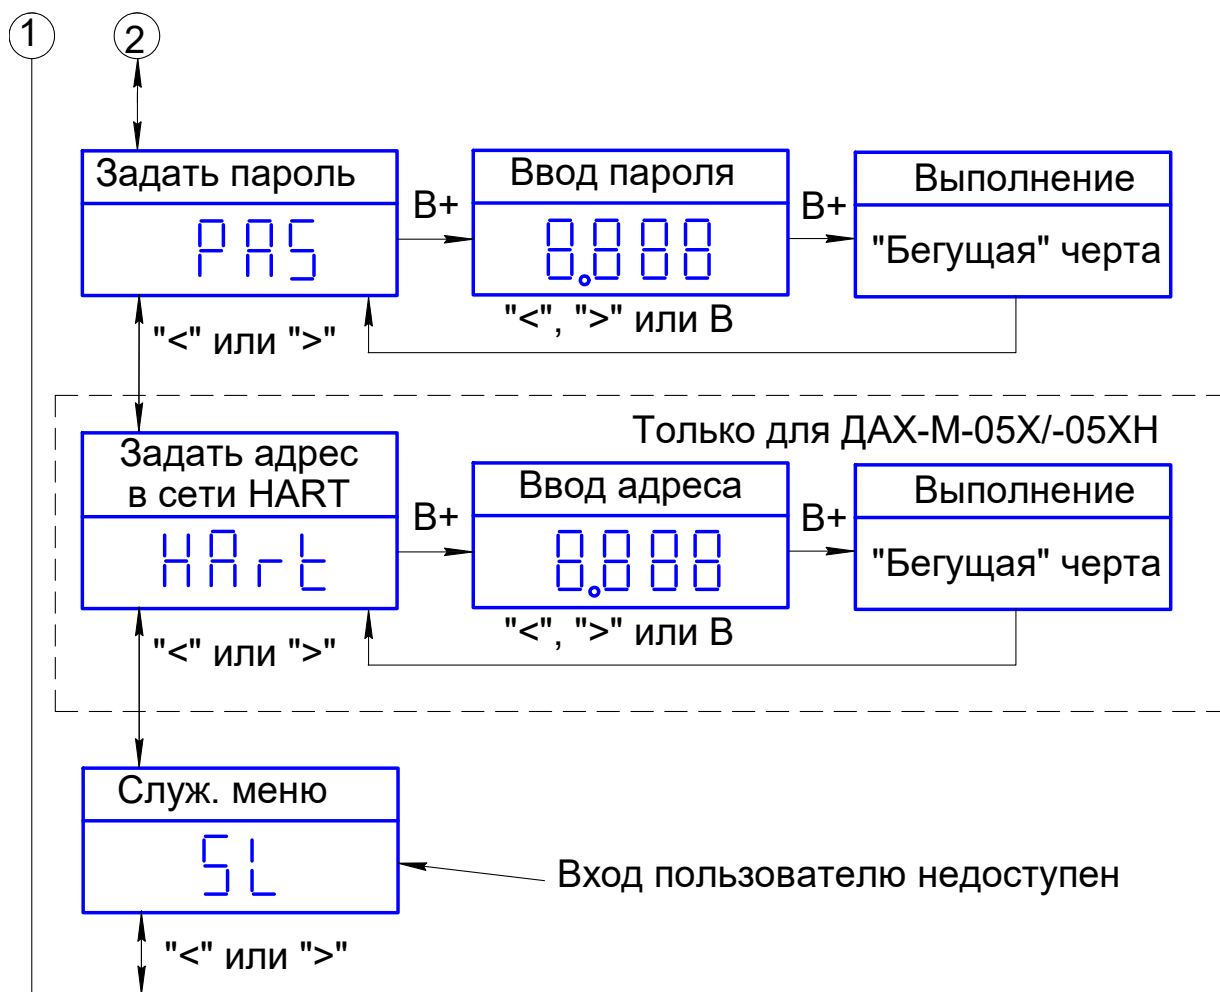 1
2
Задать пароль
PAS
"<" или ">"
В+
Ввод пароля
8.888
"<", ">" или В
В+
Выполнение
"Бегущая" черта
Только для ДАХ-М-05Х/-05ХН
Задать адрес
в сети HART
HArt
"<" или ">"
В+
Ввод адреса
8.888
"<", ">" или В
В+
Выполнение
"Бегущая" черта
Служ. меню
SL
Вход пользователю недоступен
"<" или ">"